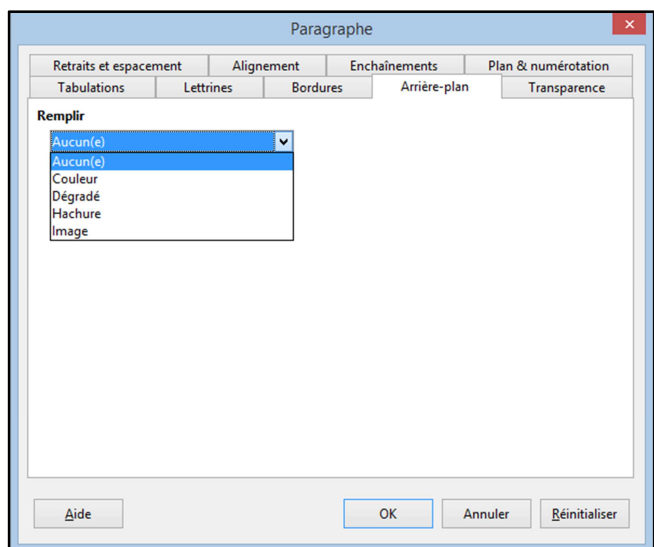 Paragraphe
Retraits et espacement Alignement Enchaînements Plan & numérotation
Tabulations Lettrines Bordures Arrière-plan Transparence
Remplir
Aucun(e)
Aucun(e)
Couleur
Dégradé
Hachure
Image
Aide OK Annuler Réinitialiser